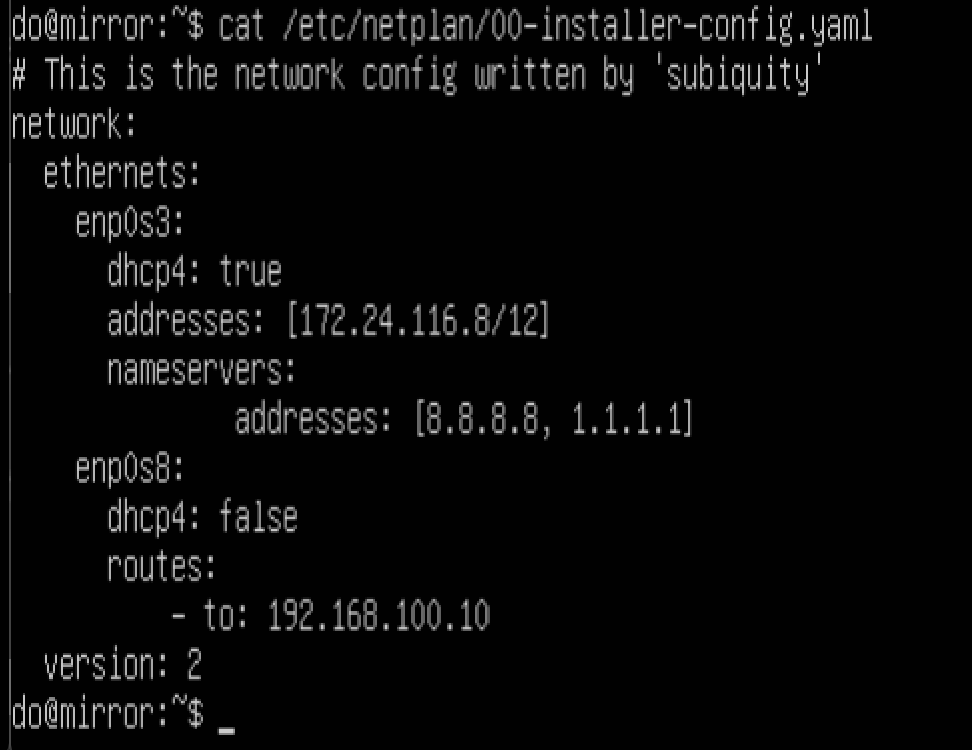 do@mirror:~$ cat /etc/netplan/00-installer-config.yaml
# This is the network config written by 'subiquity'
network:
  ethernets:
    enp0s3:
      dhcp4: true
      addresses: [172.24.116.8/12]
      nameservers:
              addresses: [8.8.8.8, 1.1.1.1]
    enp0s8:
      dhcp4: false
      routes:
          - to: 192.168.100.10
  version: 2
do@mirror:~$ _